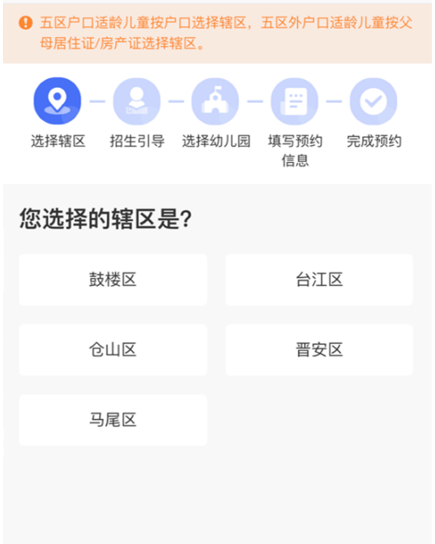 五区户口适龄儿童按户口选择辖区，五区外户口适龄儿童按父
母居住证/房产证选择辖区。
选择辖区
招生引导
选择幼儿园
填写预约
信息
完成预约
您选择的辖区是?
鼓楼区
台江区
仓山区
晋安区
马尾区